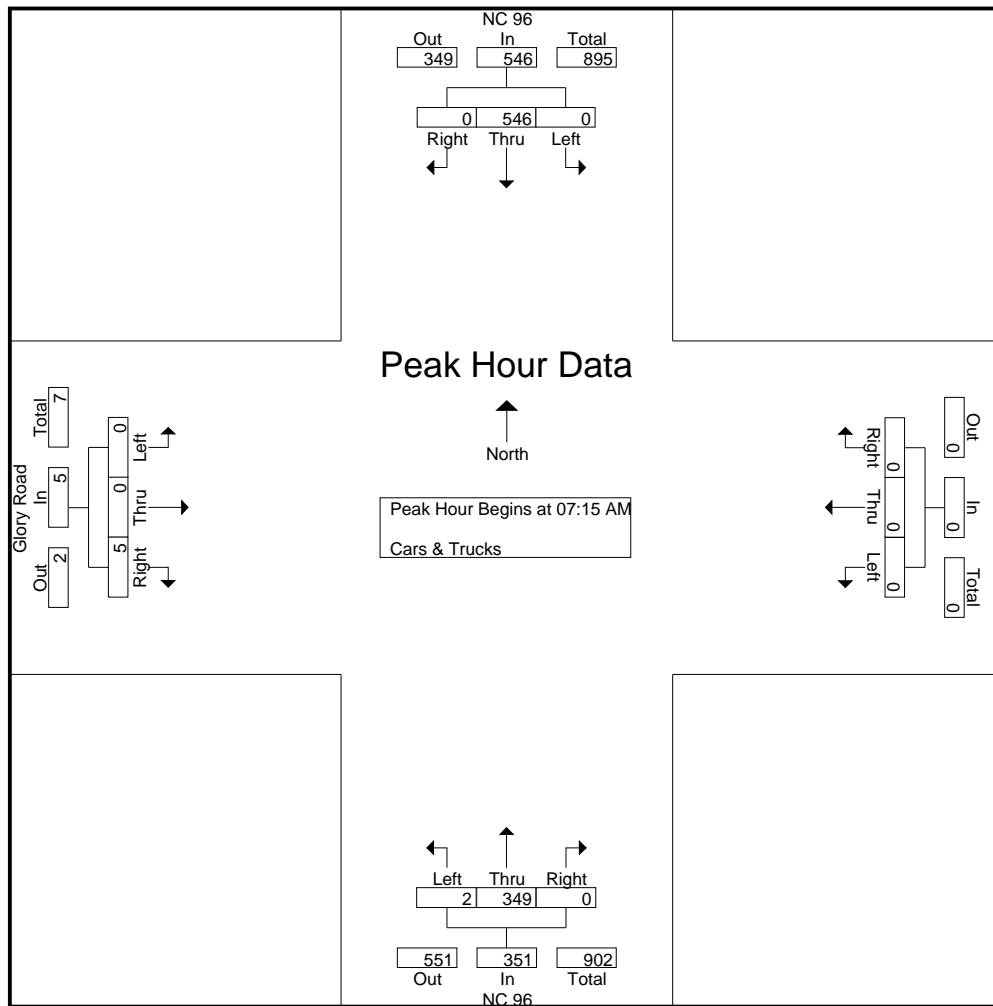 NC 96
Out In Total
349 546 895
0 546 0
Right Thru Left
Peak Hour Data
North
Peak Hour Begins at 07:15 AM
Cars & Trucks
Glory Road
Out In Total
2 5 7
5 0 0
Right Thru Left
Right Thru Left
0 0 0
Out In Total
0 0 0
Left Thru Right
2 349 0
551 351 902
Out In Total
NC 96